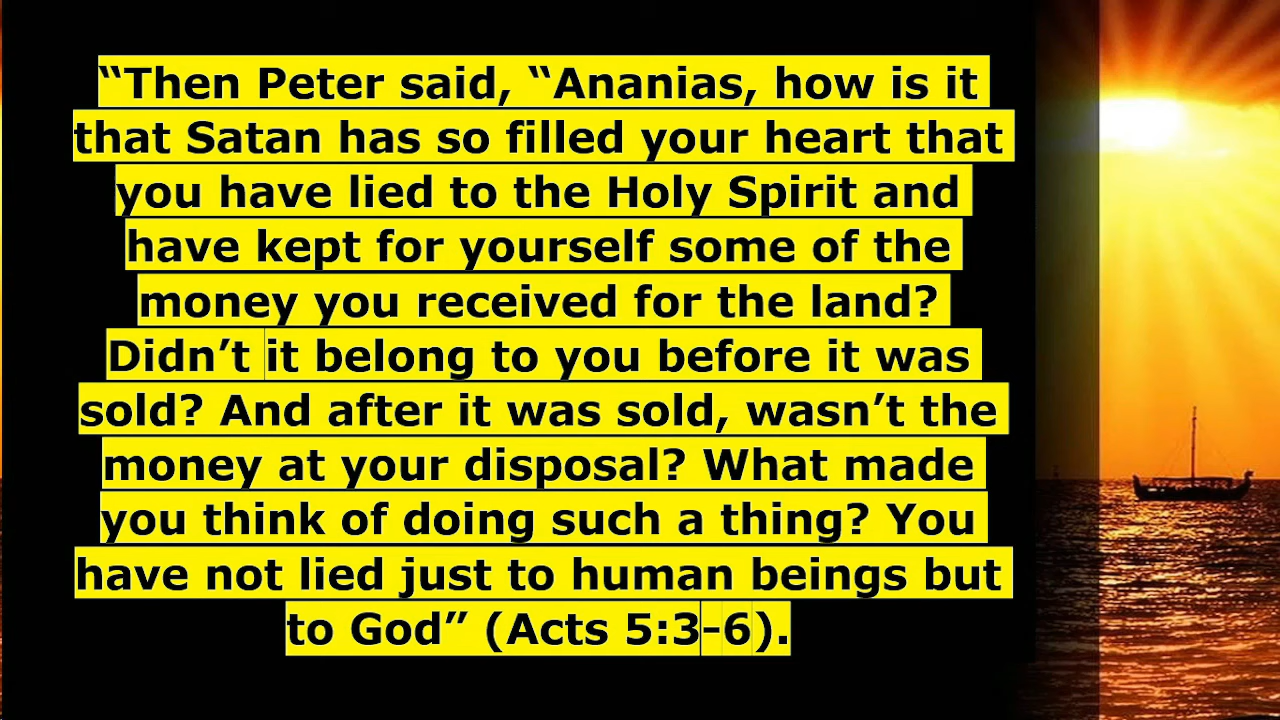 “Then Peter said, “Ananias, how is it
that Satan has so filled your heart that
you have lied to the Holy Spirit and
have kept for yourself some of the
money you received for the land?
Didn’t it belong to you before it was
sold? And after it was sold, wasn’t the
money at your disposal? What made
you think of doing such a thing? You
have not lied just to human beings but
to God” (Acts 5:3-6).